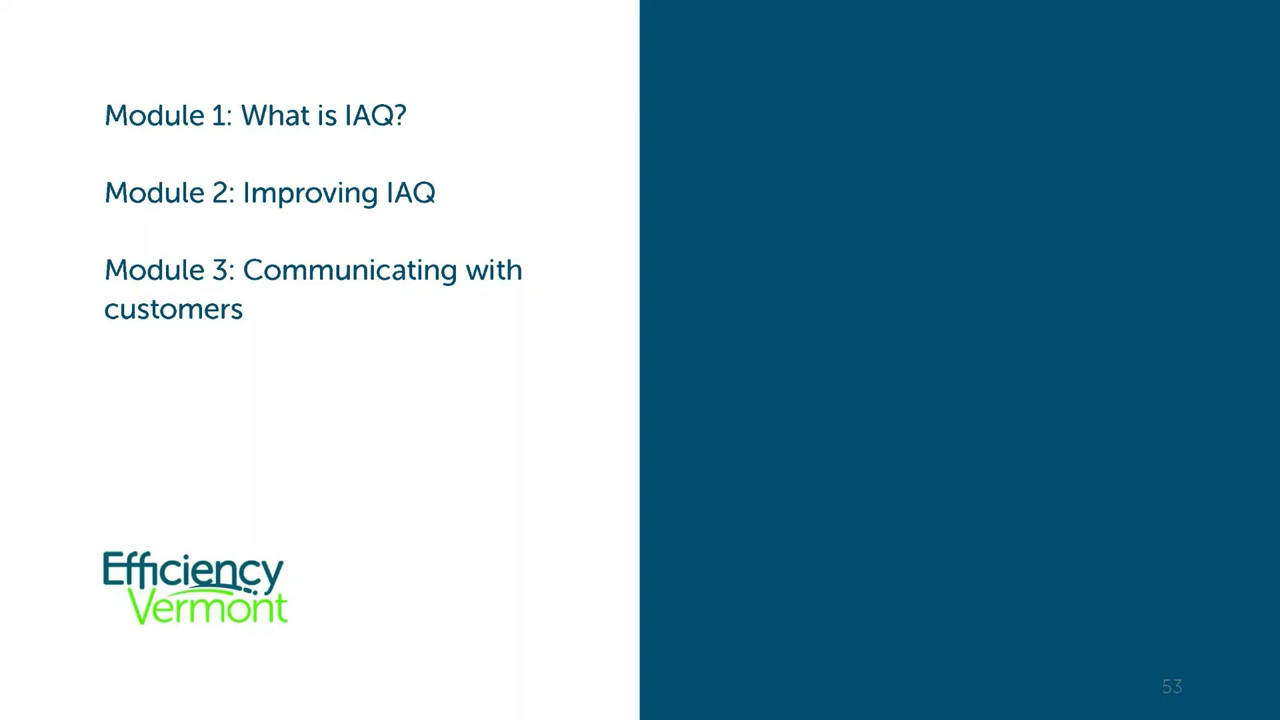 Module 1: What is IAQ?
Module 2: Improving IAQ
Module 3: Communicating with
customers
Efficiency
Vermont
53